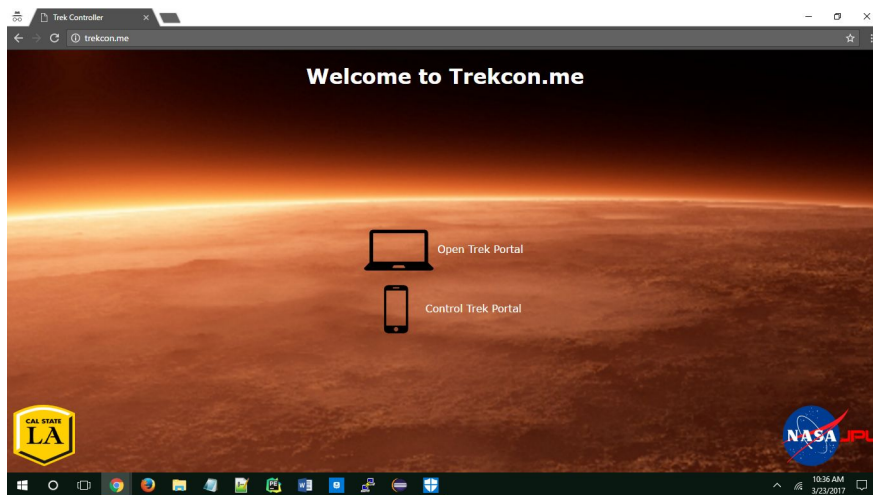 Trek Controller
trekcon.me
Welcome to Trekcon.me
Open Trek Portal
Control Trek Portal
CAL STATE
LA
NASA JPL
10:36 AM
3/23/2017